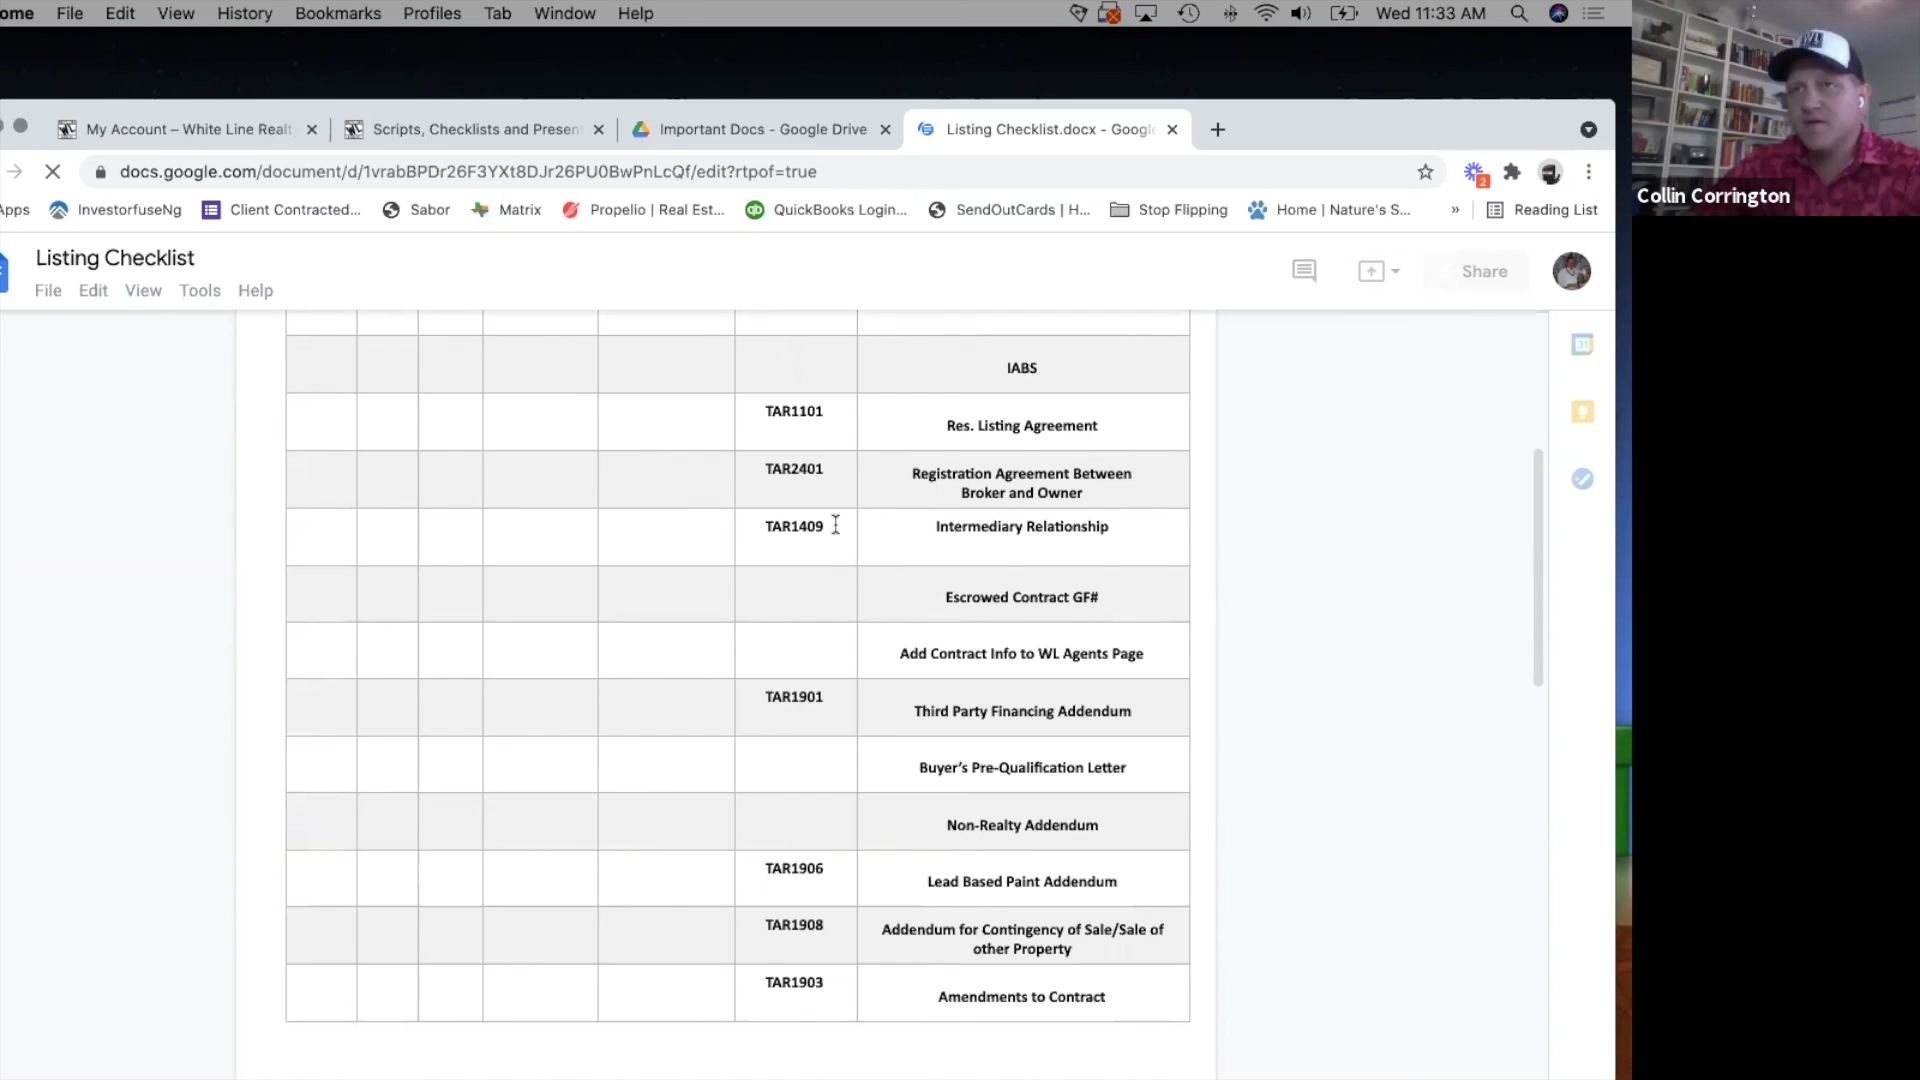 ome File Edit View History Bookmarks Profiles Tab Window Help Wed 11:33 AM
My Account – White Line Realt
Scripts, Checklists and Presen
Important Docs - Google Drive
Listing Checklist.docx - Google
docs.google.com/document/d/1vrabBPDr26F3YXt8DJr26PU0BwPnLcQf/edit?rtpof=true
2
Apps InvestorfuseNg Client Contracted... Sabor Matrix Propelio | Real Est... QuickBooks Login... SendOutCards | H... Stop Flipping Home | Nature's S... » Reading List
Collin Corrington
Listing Checklist
File Edit View Tools Help
Share
31
IABS
TAR1101 Res. Listing Agreement
TAR2401 Registration Agreement Between
Broker and Owner
TAR1409 Intermediary Relationship
Escrowed Contract GF#
Add Contract Info to WL Agents Page
TAR1901 Third Party Financing Addendum
Buyer's Pre-Qualification Letter
Non-Realty Addendum
TAR1906 Lead Based Paint Addendum
TAR1908 Addendum for Contingency of Sale/Sale of
other Property
TAR1903 Amendments to Contract